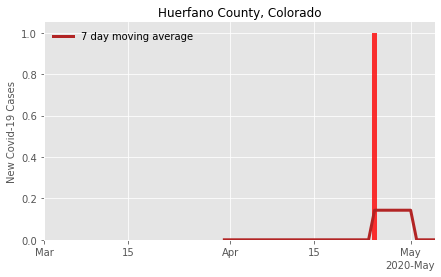 Huerfano County, Colorado
7 day moving average
New Covid-19 Cases
1.0
0.8
0.6
0.4
0.2
0.0
Mar 15 Apr 15 May
2020-May